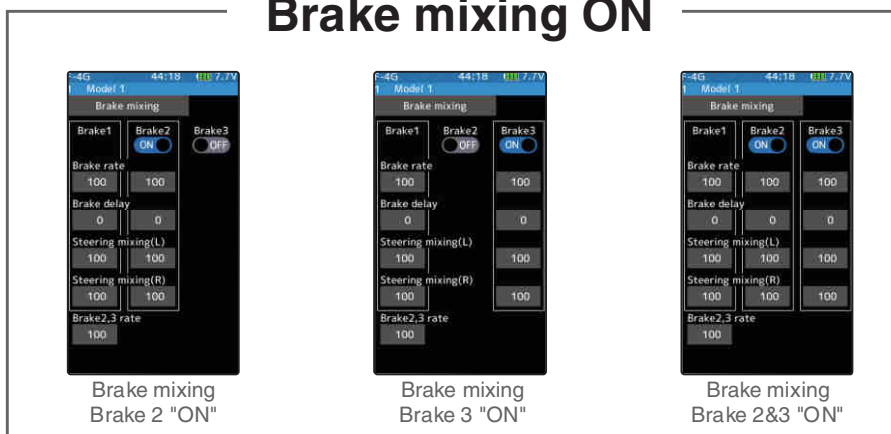 Brake mixing ON
-4G 44:18 7.7V
1 Model 1
Brake mixing
Brake1 Brake2 Brake3
ON OFF
Brake rate
100 100
Brake delay
0 0
Steering mixing(L)
100 100
Steering mixing(R)
100 100
Brake2,3 rate
100
Brake mixing
Brake 2 "ON"
-4G 44:18 7.7V
1 Model 1
Brake mixing
Brake1 Brake2 Brake3
OFF ON
Brake rate
100 100
Brake delay
0 0
Steering mixing(L)
100 100
Steering mixing(R)
100 100
Brake2,3 rate
100
Brake mixing
Brake 3 "ON"
-4G 44:18 7.7V
1 Model 1
Brake mixing
Brake1 Brake2 Brake3
ON ON
Brake rate
100 100 100
Brake delay
0 0 0
Steering mixing(L)
100 100 100
Steering mixing(R)
100 100 100
Brake2,3 rate
100
Brake mixing
Brake 2&3 "ON"